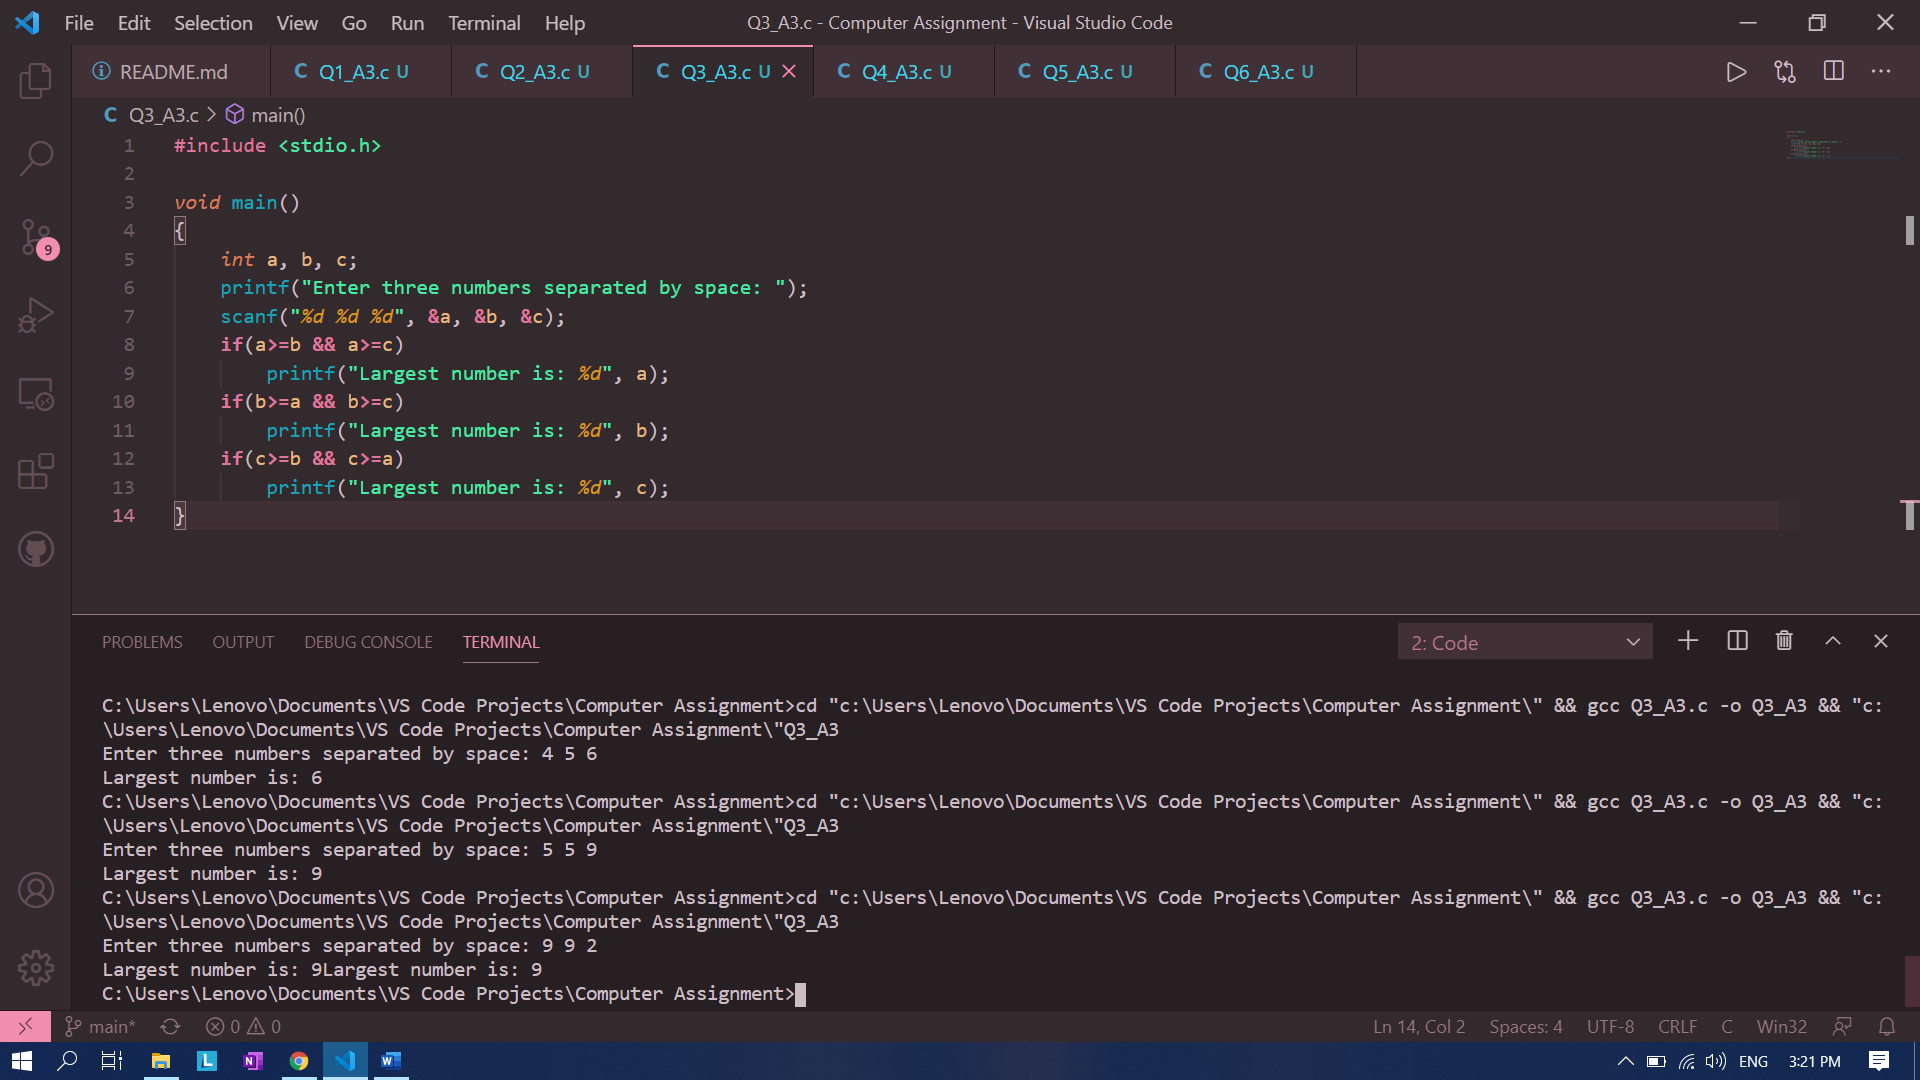 File Edit Selection View Go Run Terminal Help Q3_A3.c - Computer Assignment - Visual Studio Code
README.md C Q1_A3.c U C Q2_A3.c U C Q3_A3.c U C Q4_A3.c U C Q5_A3.c U C Q6_A3.c U
C Q3_A3.c > main()
1 #include <stdio.h>
2
3 void main()
4 {
5 int a, b, c;
6 printf("Enter three numbers separated by space: ");
7 scanf("%d %d %d", &a, &b, &c);
8 if(a>=b && a>=c)
9 printf("Largest number is: %d", a);
10 if(b>=a && b>=c)
11 printf("Largest number is: %d", b);
12 if(c>=b && c>=a)
13 printf("Largest number is: %d", c);
14 }
9
PROBLEMS OUTPUT DEBUG CONSOLE TERMINAL 2: Code
C:\Users\Lenovo\Documents\VS Code Projects\Computer Assignment>cd "c:\Users\Lenovo\Documents\VS Code Projects\Computer Assignment\" && gcc Q3_A3.c -o Q3_A3 && "c:
\Users\Lenovo\Documents\VS Code Projects\Computer Assignment\"Q3_A3
Enter three numbers separated by space: 4 5 6
Largest number is: 6
C:\Users\Lenovo\Documents\VS Code Projects\Computer Assignment>cd "c:\Users\Lenovo\Documents\VS Code Projects\Computer Assignment\" && gcc Q3_A3.c -o Q3_A3 && "c:
\Users\Lenovo\Documents\VS Code Projects\Computer Assignment\"Q3_A3
Enter three numbers separated by space: 5 5 9
Largest number is: 9
C:\Users\Lenovo\Documents\VS Code Projects\Computer Assignment>cd "c:\Users\Lenovo\Documents\VS Code Projects\Computer Assignment\" && gcc Q3_A3.c -o Q3_A3 && "c:
\Users\Lenovo\Documents\VS Code Projects\Computer Assignment\"Q3_A3
Enter three numbers separated by space: 9 9 2
Largest number is: 9Largest number is: 9
C:\Users\Lenovo\Documents\VS Code Projects\Computer Assignment>
main* 0 0 Ln 14, Col 2 Spaces: 4 UTF-8 CRLF C Win32
L N W ENG 3:21 PM